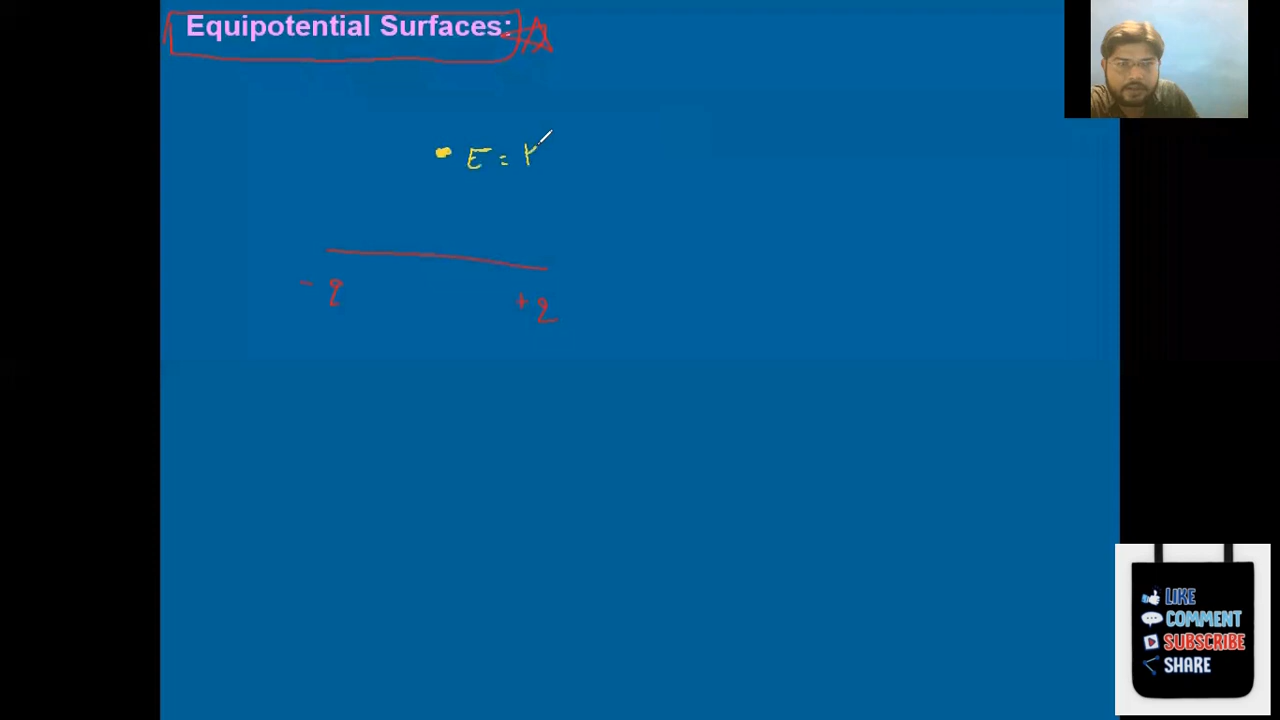 Equipotential Surfaces:
E = k
- q
+ q
LIKE
COMMENT
SUBSCRIBE
SHARE